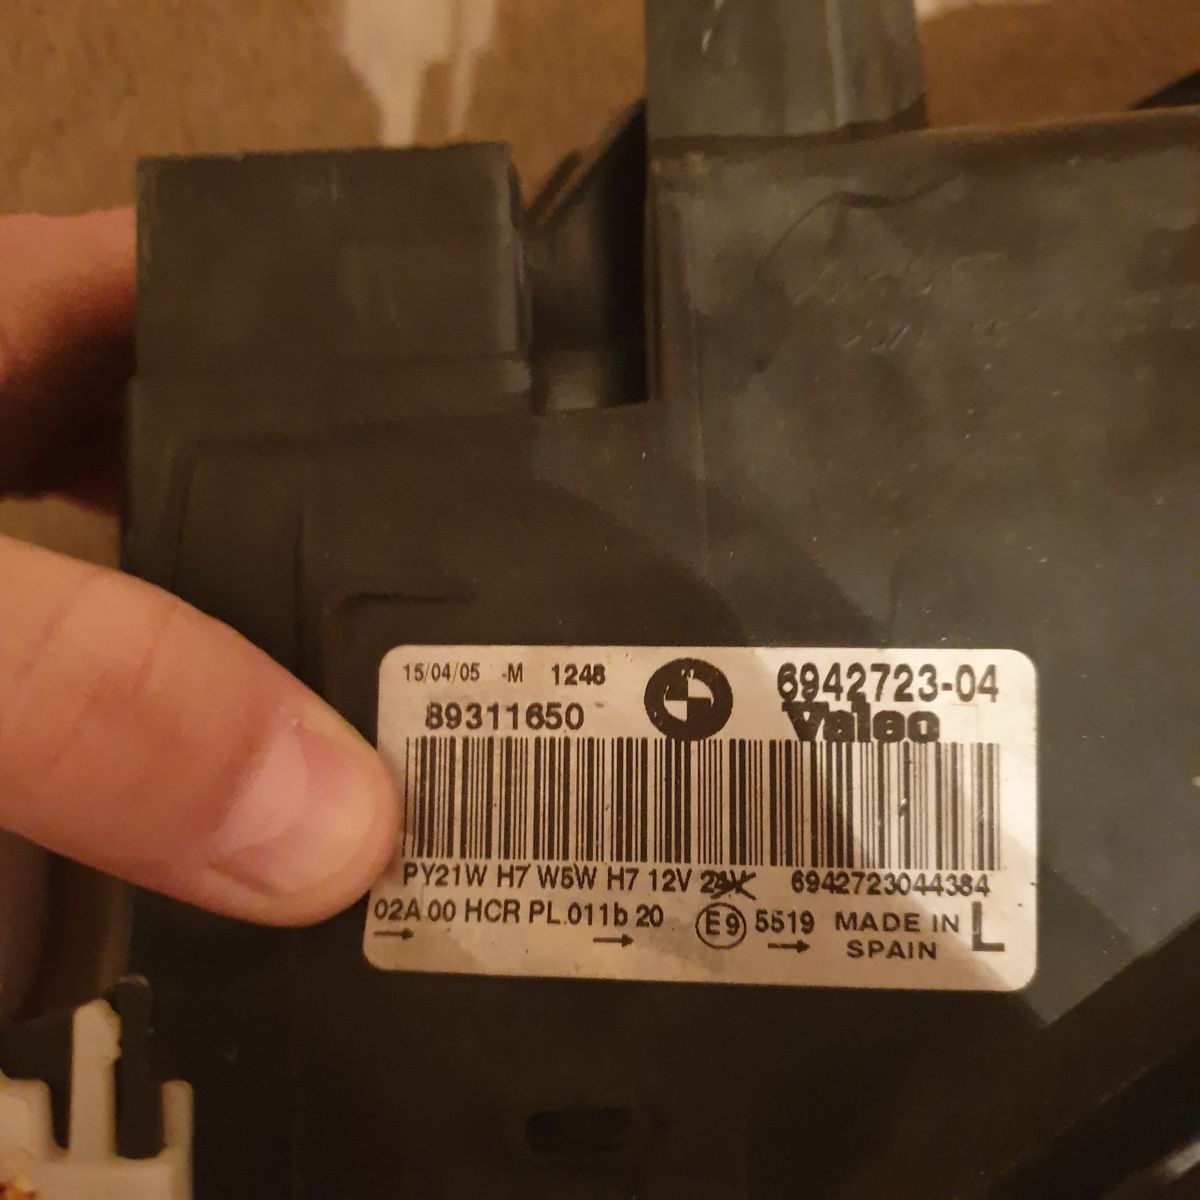 15/04/05 -M 1248
6942723-04
89311650
Valeo
PY21W H7 W5W H7 12V 24V 6942723044384
02A 00 HCR PL.011b 20 E9 5519 MADE IN L
SPAIN